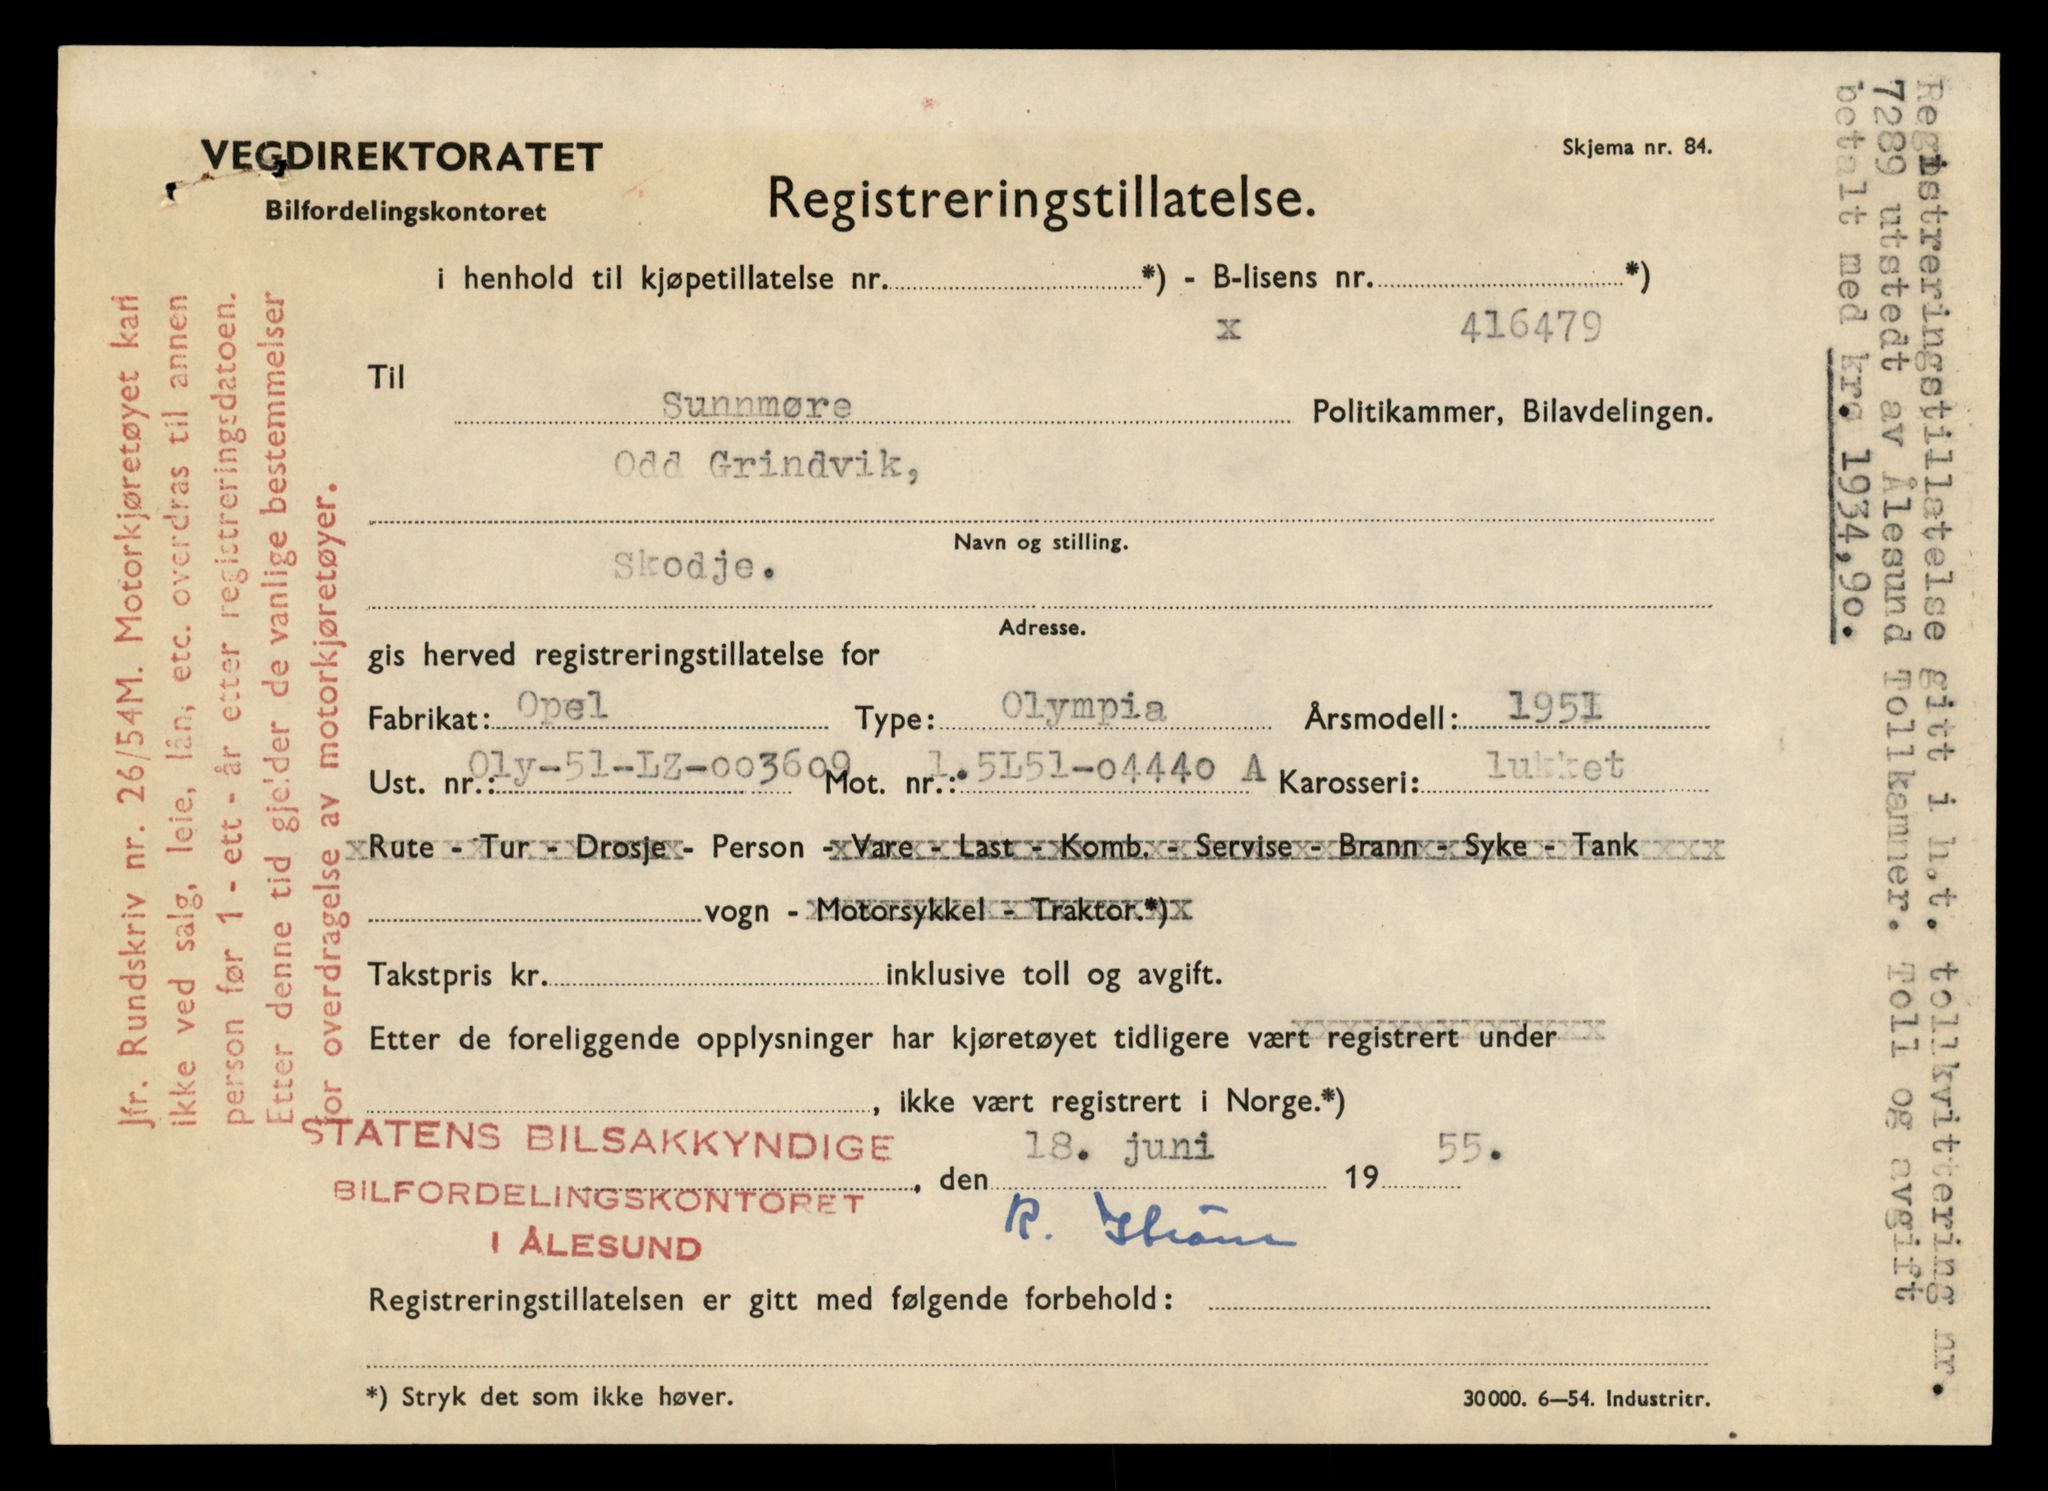 VEGDIREKTORATET
Bilfordelingskontoret
Skjema nr. 84.
Registreringstillatelse.
i henhold til kjøpetillatelse nr. *) - B-lisens nr. *)
x 416479
Til
Sunnmøre Politikammer, Bilavdelingen.
Odd Grindvik,
Navn og stilling.
Skodje.
Adresse.
gis herved registreringstillatelse for
Fabrikat: Opel Type: Olympia Årsmodell: 1951
Ust. nr.: Oly-51-LZ-003609 Mot. nr.: 1.5L51-04440 A Karosseri: lukket
Rute - Tur - Drosje - Person - Vare - Last - Komb. - Servise - Brann - Syke - Tank
vogn - Motorsykkel - Traktor.*)
Takstpris kr. inklusive toll og avgift.
Etter de foreliggende opplysninger har kjøretøyet tidligere vært registrert under
, ikke vært registrert i Norge.*)
STATENS BILSAKKYNDIGE
BILFORDELINGSKONTORET
I ÅLESUND
, den 18. juni 19 55.
R.
Registreringstillatelsen er gitt med følgende forbehold:
*) Stryk det som ikke høver.
30 000. 6—54. Industritr.
Jfr. Rundskriv nr. 26/54M. Motorkjøretøyet kan
ikke ved salg, leie, lån, etc. overdras til annen
person før 1 - ett - år etter registreringsdatoen.
Etter denne tid gjelder de vanlige bestemmelser
for overdragelse av motorkjøretøyer.
Registreringstillatelse gitt i h.t. tollkvittering nr.
7289 utstedt av Ålesund Tollkammer. Toll og avgift
betalt med kr. 1934,90.